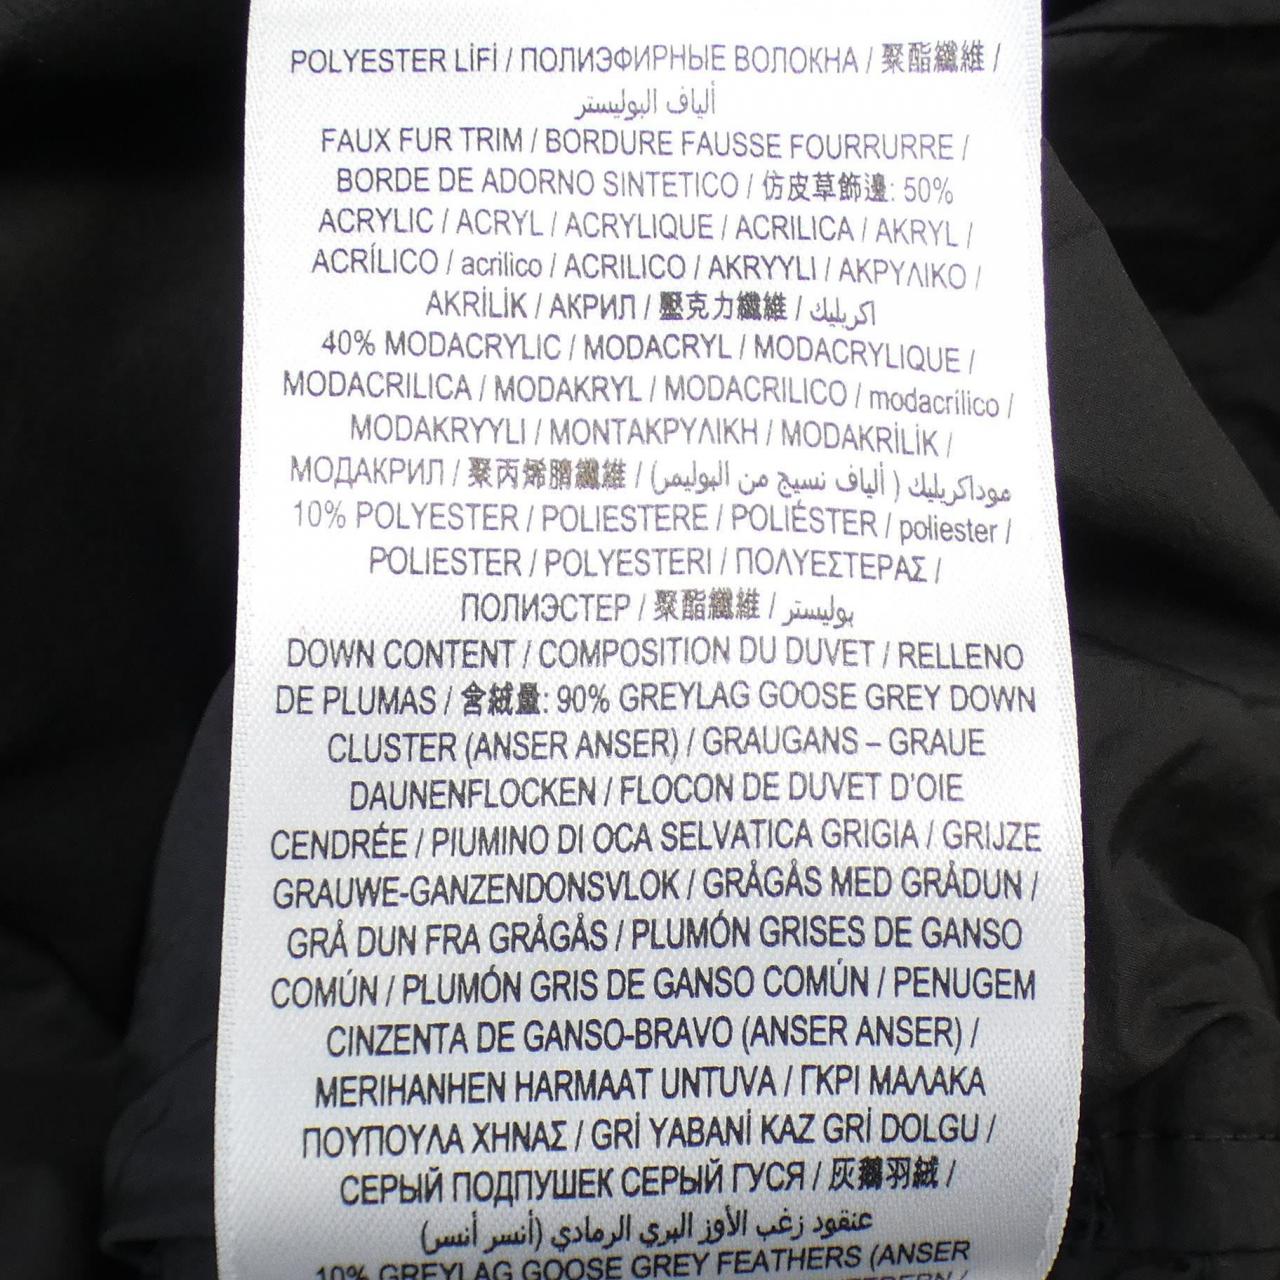 POLYESTER LİFİ / ПОЛИЭФИРНЫЕ ВОЛОКНА / 聚酯纖維 /
ألياف البوليستر
FAUX FUR TRIM / BORDURE FAUSSE FOURRURRE /
BORDE DE ADORNO SINTETICO / 仿皮草飾邊: 50%
ACRYLIC / ACRYL / ACRYLIQUE / ACRILICA / AKRYL /
ACRÍLICO / acrilico / ACRILICO / AKRYYLI / ΑΚΡΥΛΙΚΟ /
AKRİLİK / АКРИЛ / 壓克力纖維 / اكريليك
40% MODACRYLIC / MODACRYL / MODACRYLIQUE /
MODACRILICA / MODAKRYL / MODACRILICO / modacrílico /
MODAKRYYLI / ΜΟΝΤΑΚΡΥΛΙΚΗ / MODAKRİLİK /
МОДАКРИЛ / 聚丙烯腈纖維 / موداكريليك ( ألياف نسيج من البوليمر)
10% POLYESTER / POLIESTERE / POLIÉSTER / poliester /
POLIESTER / POLYESTERI / ΠΟΛΥΕΣΤΕΡΑΣ /
ПОЛИЭСТЕР / 聚酯纖維 / بوليستر
DOWN CONTENT / COMPOSITION DU DUVET / RELLENO
DE PLUMAS / 含絨量: 90% GREYLAG GOOSE GREY DOWN
CLUSTER (ANSER ANSER) / GRAUGANS – GRAUE
DAUNENFLOCKEN / FLOCON DE DUVET D'OIE
CENDRÉE / PIUMINO DI OCA SELVATICA GRIGIA / GRIJZE
GRAUWE-GANZENDONSVLOK / GRÅGÅS MED GRÅDUN /
GRÅ DUN FRA GRÅGÅS / PLUMÓN GRISES DE GANSO
COMÚN / PLUMÓN GRIS DE GANSO COMÚN / PENUGEM
CINZENTA DE GANSO-BRAVO (ANSER ANSER) /
MERIHANHEN HARMAAT UNTUVA / ΓΚΡΙ ΜΑΛΑΚΑ
ΠΟΥΠΟΥΛΑ ΧΗΝΑΣ / GRİ YABANİ KAZ GRİ DOLGU /
СЕРЫЙ ПОДПУШЕК СЕРЫЙ ГУСЯ / 灰鵝羽絨 /
عنقود زغب الأوز البري الرمادي (أنسر أنسر)
10% GREYLAG GOOSE GREY FEATHERS (ANSER